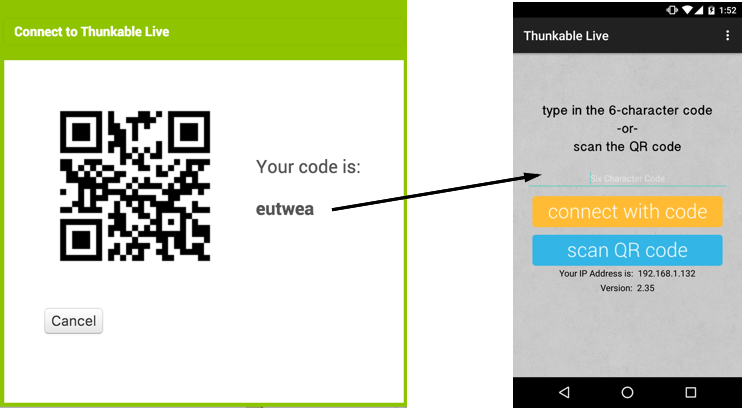 Connect to Thunkable Live
Your code is:
eutwea
Cancel
1:52
Thunkable Live
type in the 6-character code
-or-
scan the QR code
Six Character Code
connect with code
scan QR code
Your IP Address is: 192.168.1.132
Version: 2.35